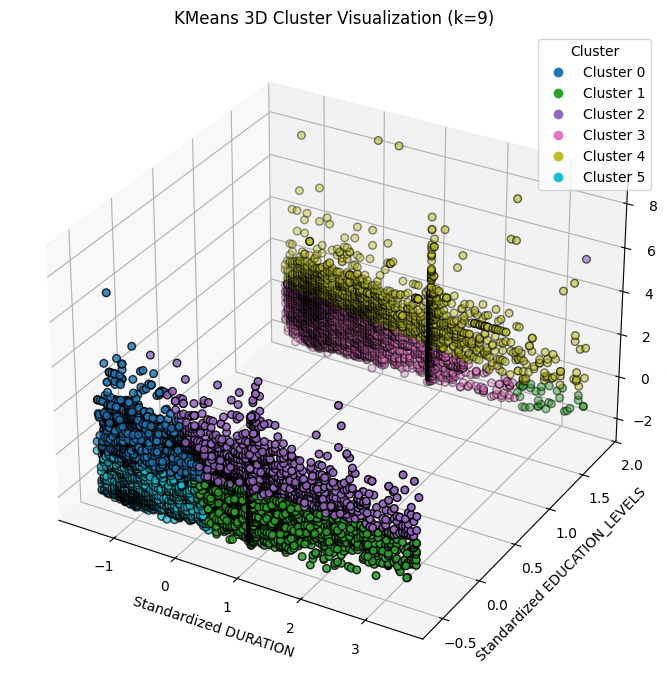 KMeans 3D Cluster Visualization (k=9)
Cluster
Cluster 0
Cluster 1
Cluster 2
Cluster 3
Cluster 4
Cluster 5
8
6
4
2
0
−2
2.0
1.5
1.0
0.5
0.0
−0.5
Standardized EDUCATION_LEVELS
−1
0
1
2
3
Standardized DURATION